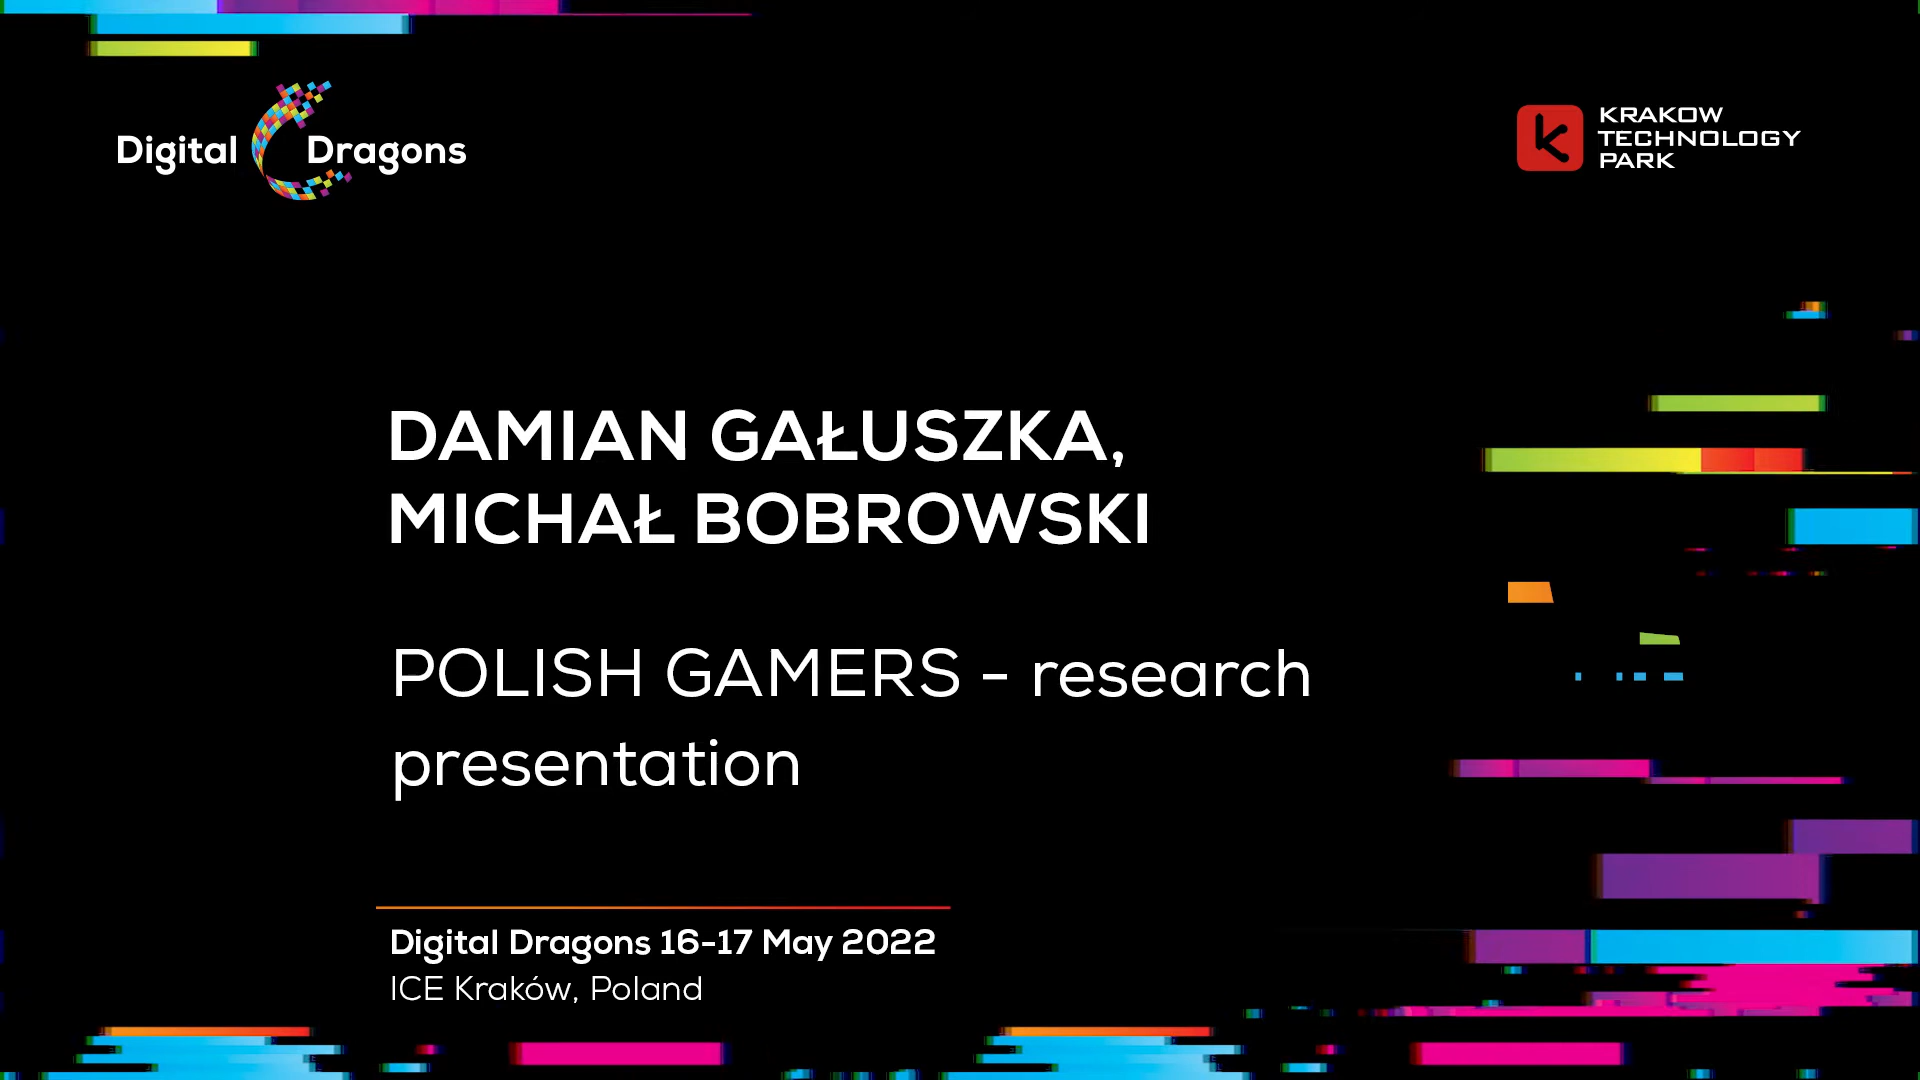 Digital Dragons
KRAKOW
TECHNOLOGY
PARK
DAMIAN GAŁUSZKA,
MICHAŁ BOBROWSKI
POLISH GAMERS - research
presentation
Digital Dragons 16-17 May 2022
ICE Kraków, Poland